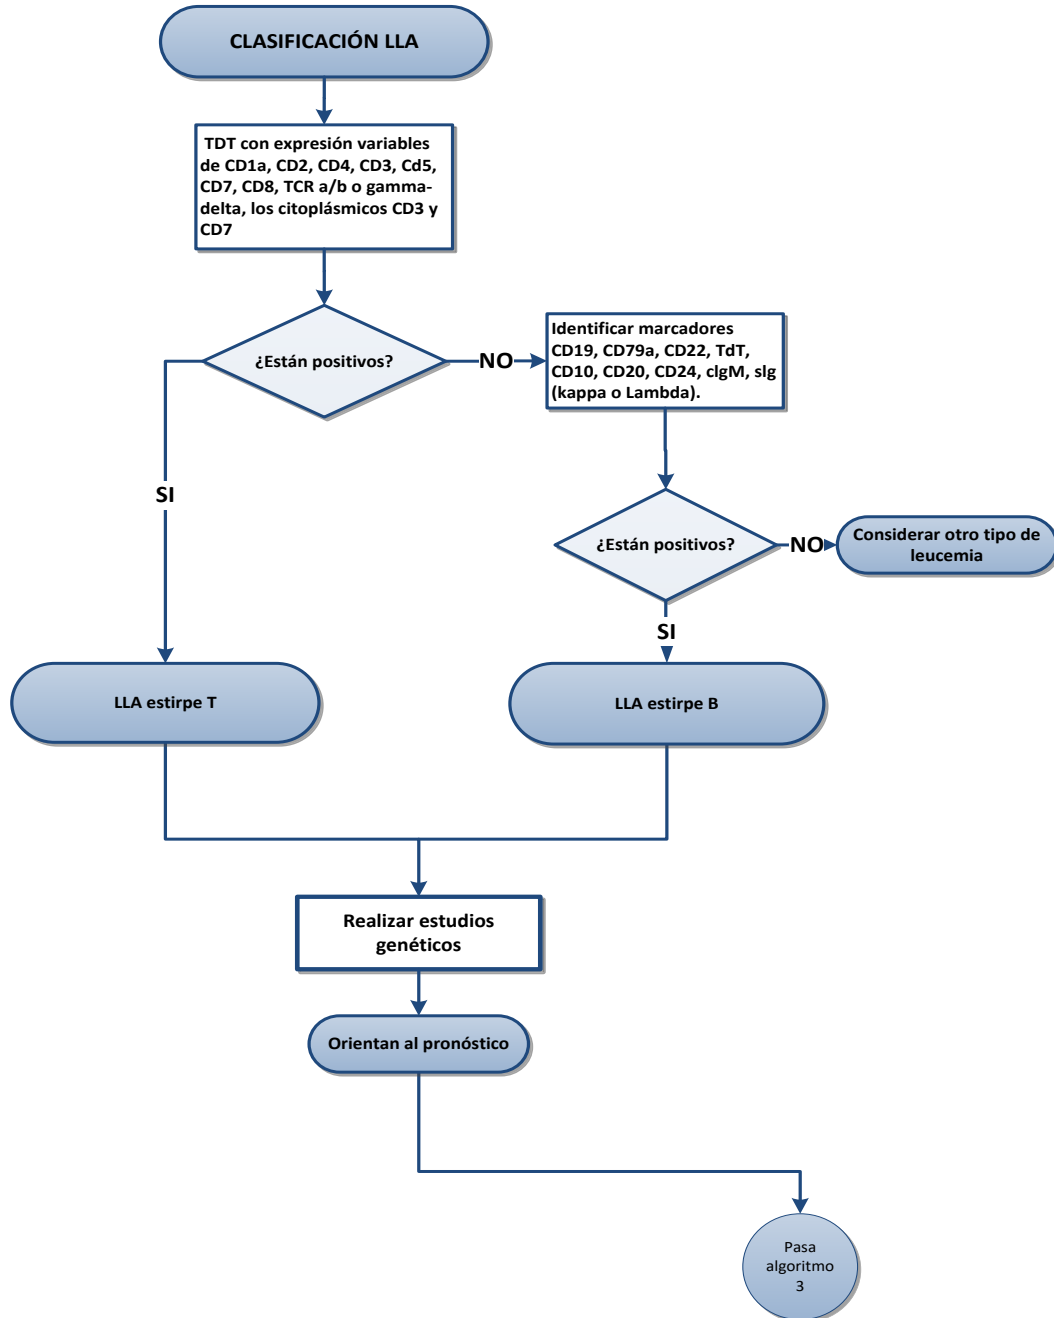 CLASIFICACIÓN LLA
TDT con expresión variables
de CD1a, CD2, CD4, CD3, Cd5,
CD7, CD8, TCR a/b o gamma-
delta, los citoplásmicos CD3 y
CD7
¿Están positivos?
NO
Identificar marcadores
CD19, CD79a, CD22, TdT,
CD10, CD20, CD24, cIgM, sIg
(kappa o Lambda).
SI
¿Están positivos?
NO
Considerar otro tipo de
leucemia
SI
LLA estirpe T
LLA estirpe B
Realizar estudios
genéticos
Orientan al pronóstico
Pasa
algoritmo
3